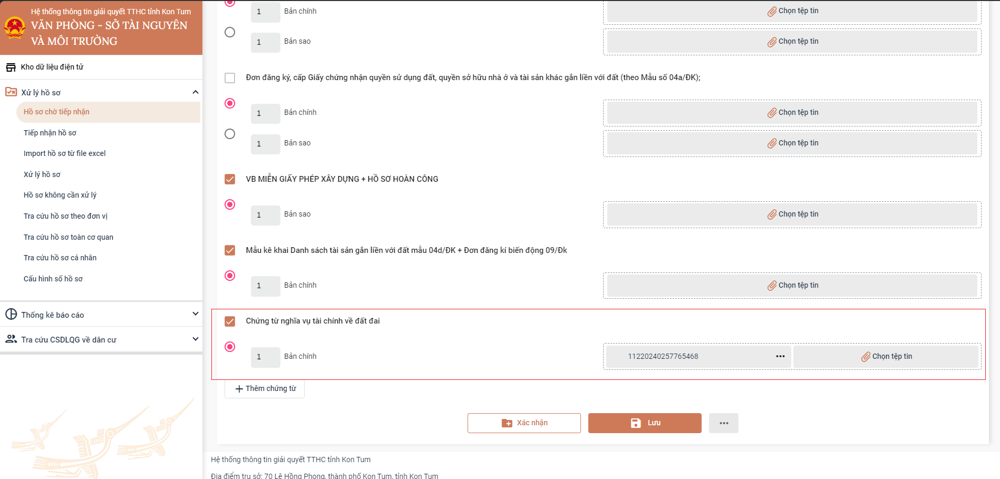 Hệ thống thông tin giải quyết TTHC tỉnh Kon Tum
VĂN PHÒNG - SỞ TÀI NGUYÊN
VÀ MÔI TRƯỜNG
Kho dữ liệu điện tử
Xử lý hồ sơ
Hồ sơ chờ tiếp nhận
Tiếp nhận hồ sơ
Import hồ sơ từ file excel
Xử lý hồ sơ
Hồ sơ không cần xử lý
Tra cứu hồ sơ theo đơn vị
Tra cứu hồ sơ toàn cơ quan
Tra cứu hồ sơ cá nhân
Cấu hình số hồ sơ
Thống kê báo cáo
Tra cứu CSDLQG về dân cư
1 Bản chính Chọn tệp tin
1 Bản sao Chọn tệp tin
Đơn đăng ký, cấp Giấy chứng nhận quyền sử dụng đất, quyền sở hữu nhà ở và tài sản khác gắn liền với đất (theo Mẫu số 04a/ĐK);
1 Bản chính Chọn tệp tin
1 Bản sao Chọn tệp tin
VB MIỄN GIẤY PHÉP XÂY DỰNG + HỒ SƠ HOÀN CÔNG
1 Bản sao Chọn tệp tin
Mẫu kê khai Danh sách tài sản gắn liền với đất mẫu 04d/ĐK + Đơn đăng kí biến động 09/Đk
1 Bản chính Chọn tệp tin
Chứng từ nghĩa vụ tài chính về đất đai
1 Bản chính 11220240257765468 Chọn tệp tin
Thêm chứng từ
Xác nhận Lưu
Hệ thống thông tin giải quyết TTHC tỉnh Kon Tum
Địa điểm trụ sở: 70 Lê Hồng Phong, thành phố Kon Tum, tỉnh Kon Tum